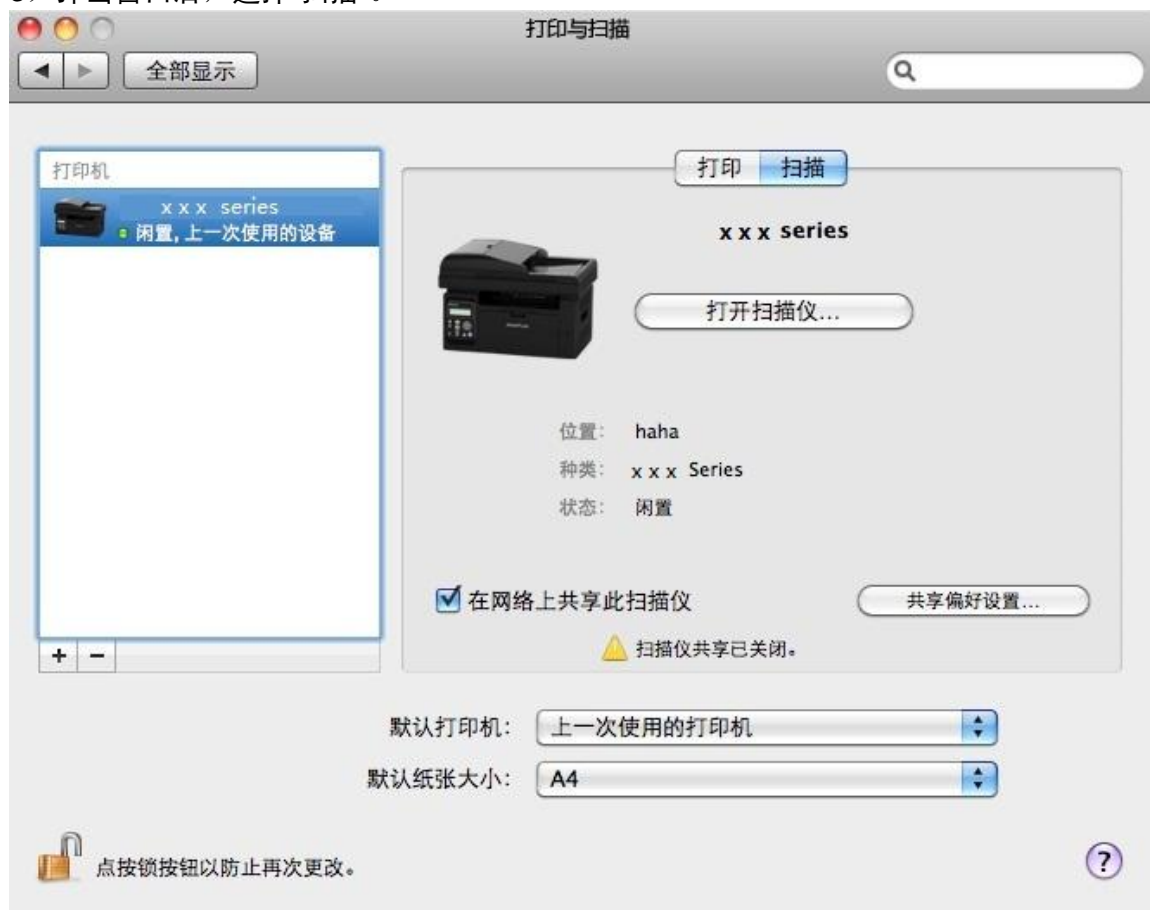 打印与扫描
全部显示
打印机
x x x series
闲置, 上一次使用的设备
打印 扫描
x x x series
打开扫描仪...
位置: haha
种类: x x x Series
状态: 闲置
在网络上共享此扫描仪
共享偏好设置...
扫描仪共享已关闭。
+ −
默认打印机: 上一次使用的打印机
默认纸张大小: A4
点按锁按钮以防止再次更改。
?